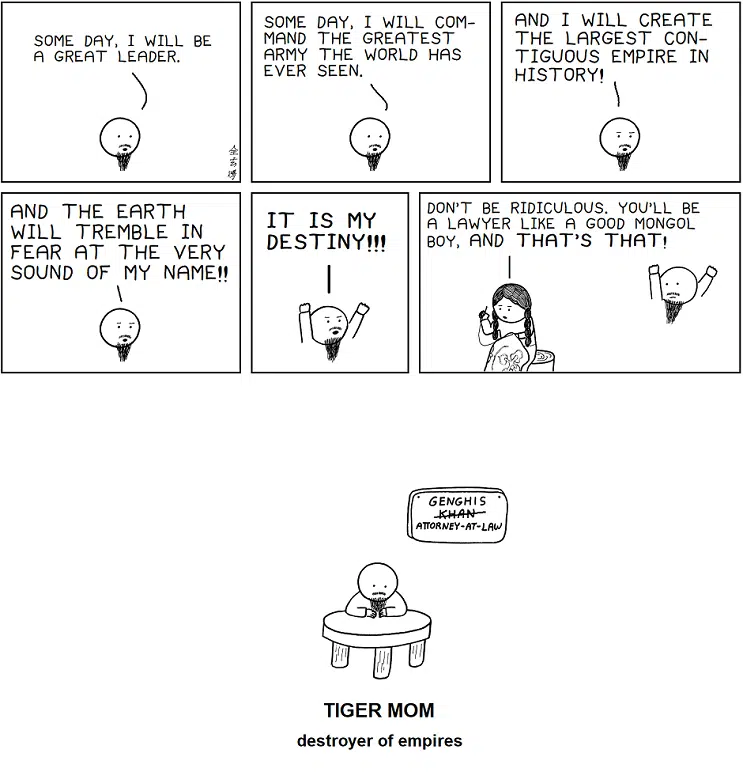 SOME DAY, I WILL BE
A GREAT LEADER.
SOME DAY, I WILL COM-
MAND THE GREATEST
ARMY THE WORLD HAS
EVER SEEN.
AND I WILL CREATE
THE LARGEST CON-
TIGUOUS EMPIRE IN
HISTORY!
AND THE EARTH
WILL TREMBLE IN
FEAR AT THE VERY
SOUND OF MY NAME!!
IT IS MY
DESTINY!!!
DON'T BE RIDICULOUS. YOU'LL BE
A LAWYER LIKE A GOOD MONGOL
BOY, AND THAT'S THAT!
GENGHIS
KHAN
ATTORNEY-AT-LAW
TIGER MOM
destroyer of empires